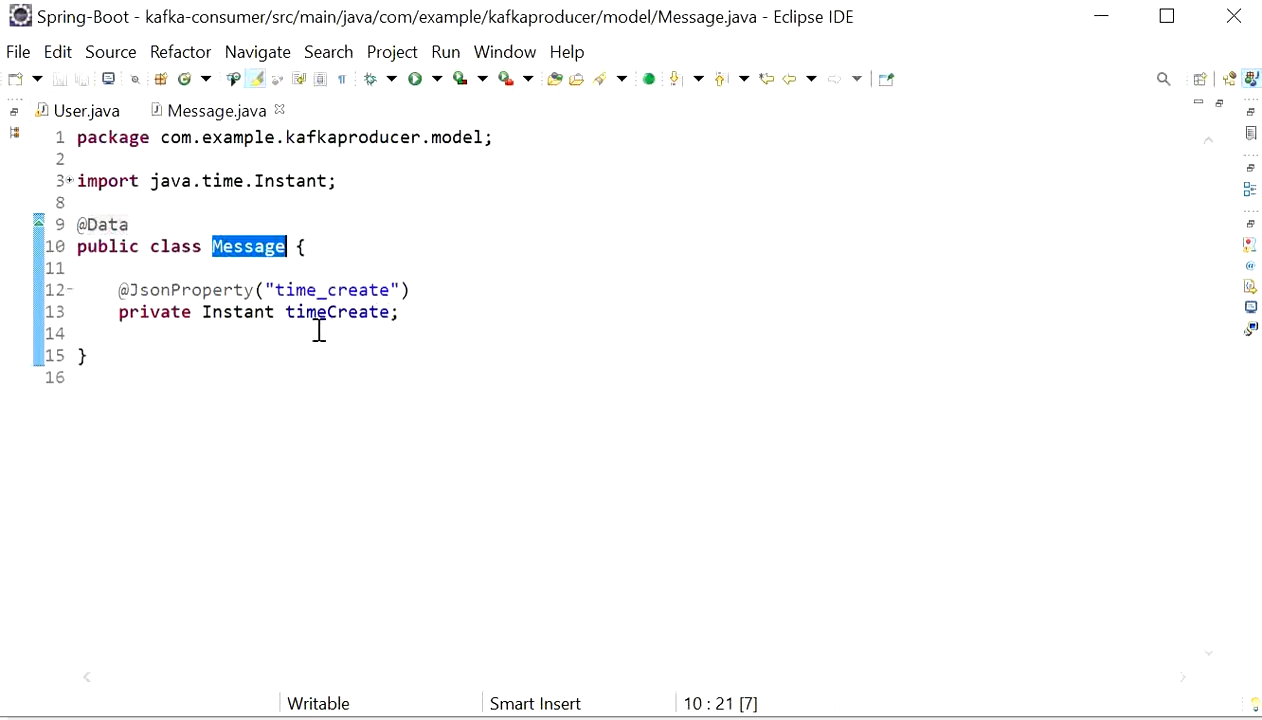 Spring-Boot - kafka-consumer/src/main/java/com/example/kafkaproducer/model/Message.java - Eclipse IDE
File Edit Source Refactor Navigate Search Project Run Window Help
User.java Message.java
1 package com.example.kafkaproducer.model;
2
3 import java.time.Instant;
8
9 @Data
10 public class Message {
11
12 @JsonProperty("time_create")
13 private Instant timeCreate;
14
15 }
16
Writable Smart Insert 10 : 21 [7]